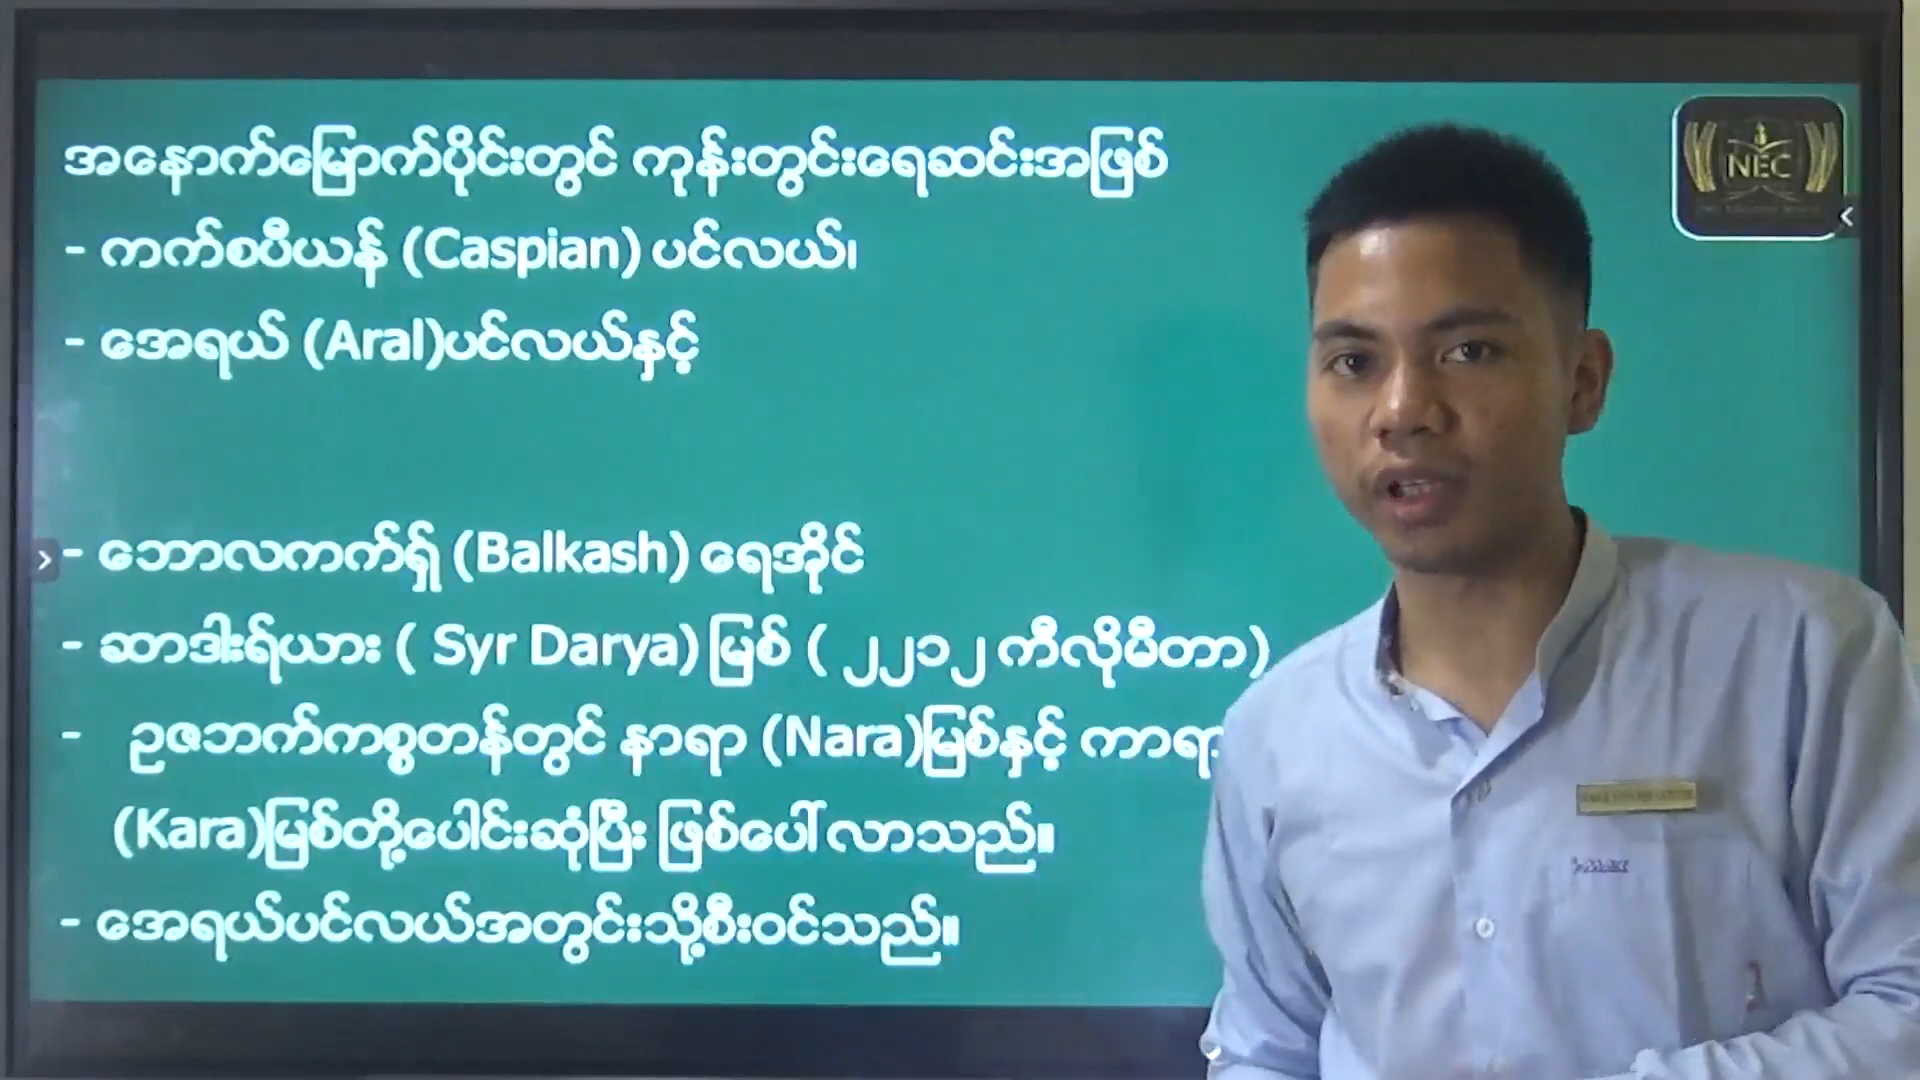 အနောက်မြောက်ပိုင်းတွင် ကုန်းတွင်းရေဆင်းအဖြစ်
- ကက်စပီယန် (Caspian) ပင်လယ်၊
- အေရယ် (Aral)ပင်လယ်နှင့်
- ဘောလကက်ရှ် (Balkash) ရေအိုင်
- ဆာဒါးရ်ယား ( Syr Darya) မြစ် ( ၂၂၁၂ ကီလိုမီတာ)
- ဥဇဘက်ကစ္စတန်တွင် နာရာ (Nara)မြစ်နှင့် ကာရာ
(Kara)မြစ်တို့ပေါင်းဆုံပြီး ဖြစ်ပေါ် လာသည်။
- အေရယ်ပင်လယ်အတွင်းသို့စီးဝင်သည်။
NEC